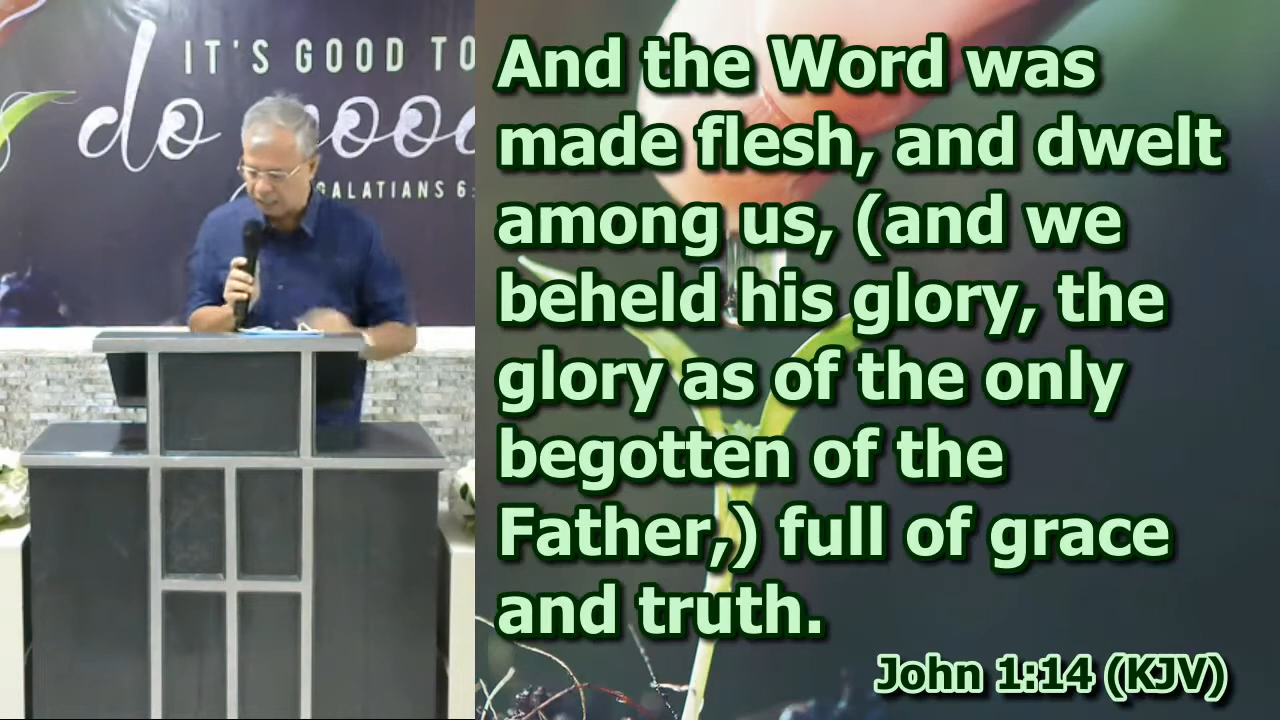 IT'S GOOD TO
do good
GALATIANS 6:
And the Word was
made flesh, and dwelt
among us, (and we
beheld his glory, the
glory as of the only
begotten of the
Father,) full of grace
and truth.
John 1:14 (KJV)